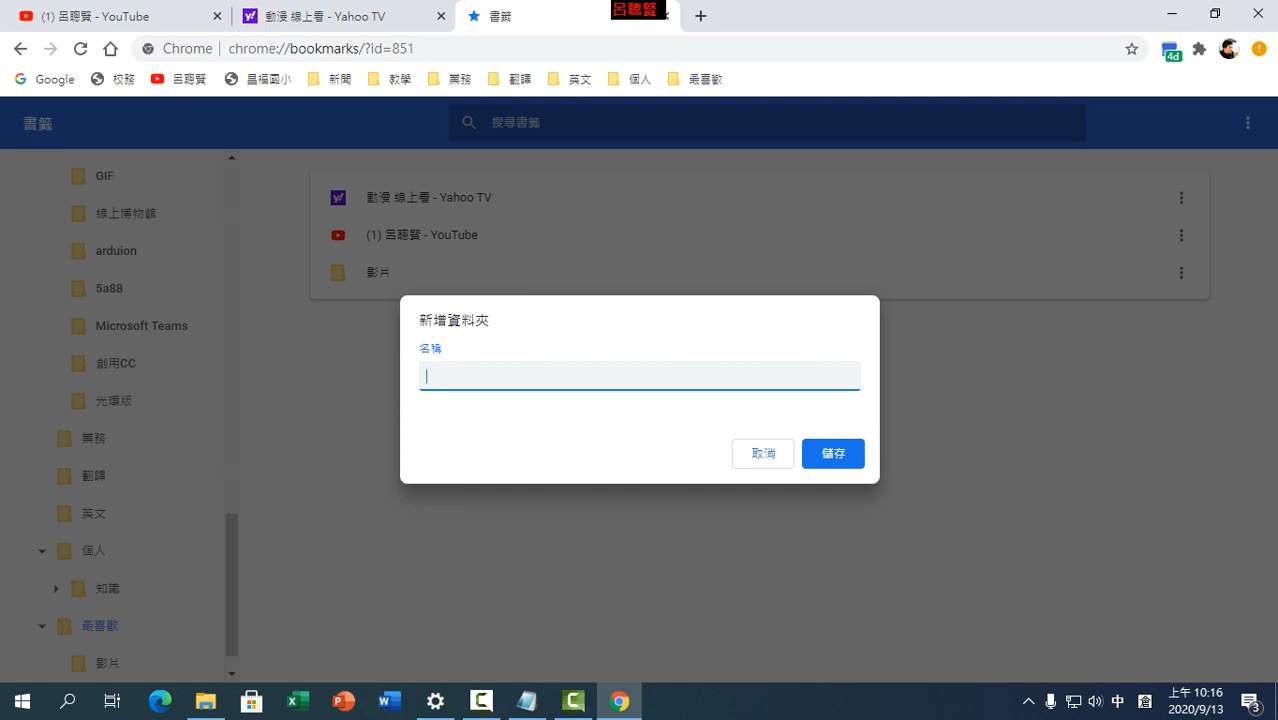 (1) 呂聰賢 - YouTube
動漫 線上看 - Yahoo TV
書籤
呂聰賢
Chrome
chrome://bookmarks/?id=851
4d
Google
校務
呂聰賢
昌福國小
新聞
教學
業務
翻譯
英文
個人
最喜歡
書籤
搜尋書籤
GIF
線上博物館
arduion
5a88
Microsoft Teams
創用CC
光環版
業務
翻譯
英文
個人
知識
最喜歡
影片
動漫 線上看 - Yahoo TV
(1) 呂聰賢 - YouTube
影片
新增資料夾
名稱
取消
儲存
中
倉
上午 10:16
2020/9/13
3